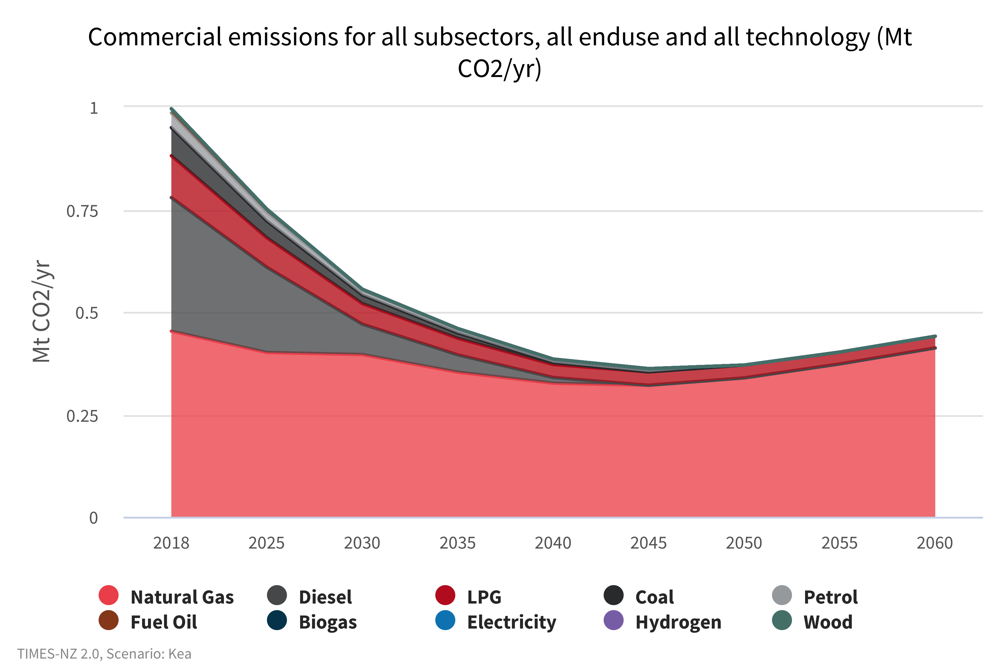 Commercial emissions for all subsectors, all enduse and all technology (Mt
CO2/yr)
Mt CO2/yr
1
0.75
0.5
0.25
0
2018 2025 2030 2035 2040 2045 2050 2055 2060
Natural Gas Diesel LPG Coal Petrol
Fuel Oil Biogas Electricity Hydrogen Wood
TIMES-NZ 2.0, Scenario: Kea